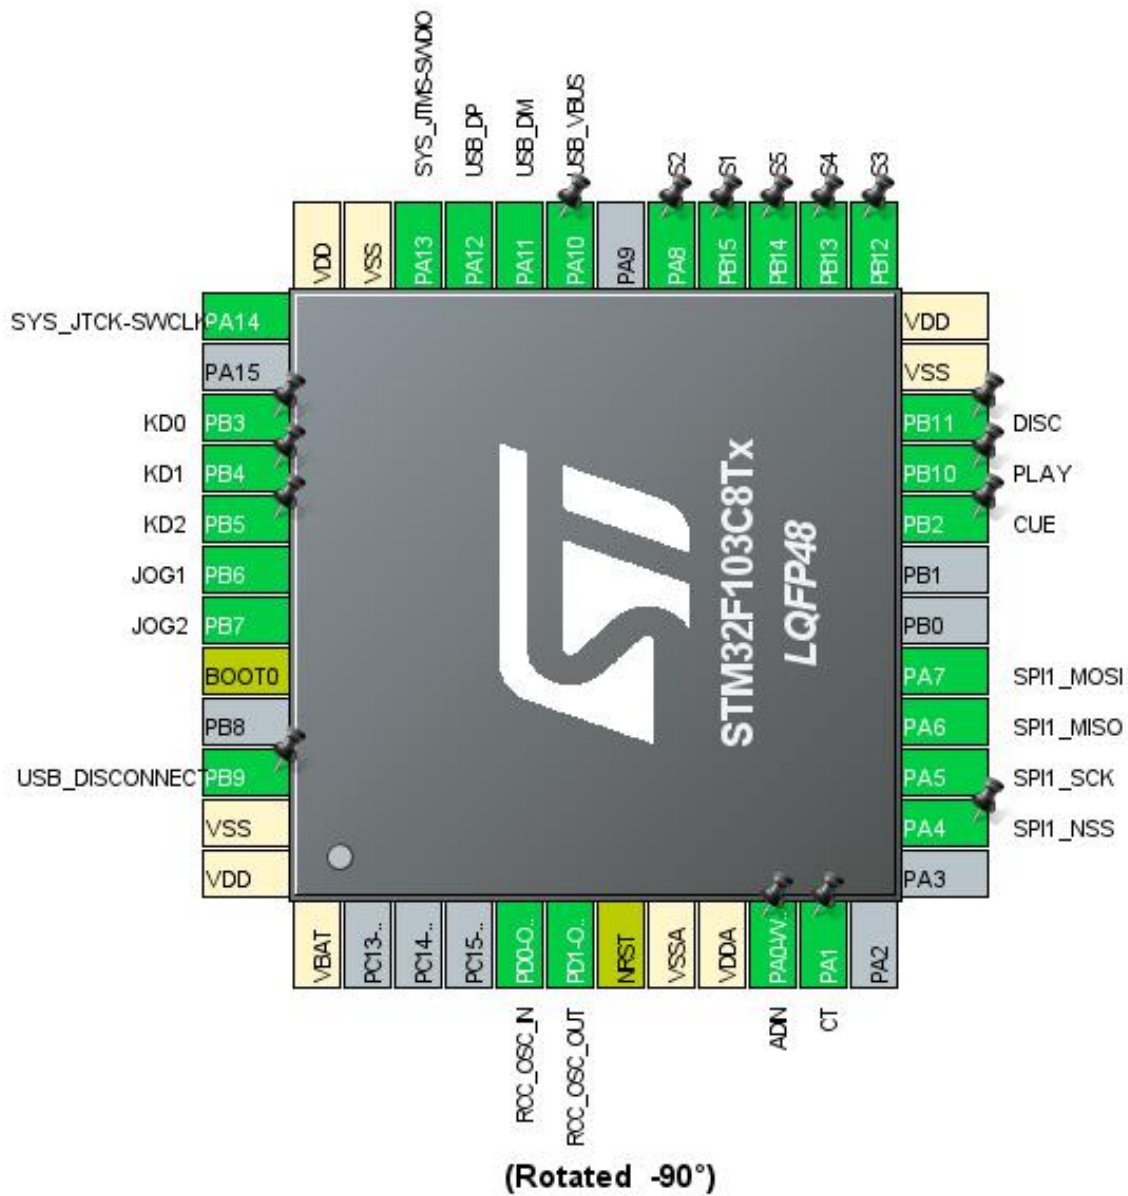 SYS_JTMS-SWDIO
USB_DP
USB_DM
USB_VBUS
S2
S1
S5
S4
S3
VDD
VSS
PA13
PA12
PA11
PA10
PA9
PA8
PB15
PB14
PB13
PB12
SYS_JTCK-SWCLK
PA14
PA15
KD0 PB3
KD1 PB4
KD2 PB5
JOG1 PB6
JOG2 PB7
BOOT0
PB8
USB_DISCONNECT PB9
VSS
VDD
STM32F103C8Tx
LQFP48
VDD
VSS
PB11 DISC
PB10 PLAY
PB2 CUE
PB1
PB0
PA7 SPI1_MOSI
PA6 SPI1_MISO
PA5 SPI1_SCK
PA4 SPI1_NSS
PA3
VBAT
PC13-..
PC14-..
PC15-..
PD0-O..
PD1-O..
NRST
VSSA
VDDA
PA0-W..
PA1
PA2
RCC_OSC_IN
RCC_OSC_OUT
ADIN
CT
(Rotated -90°)